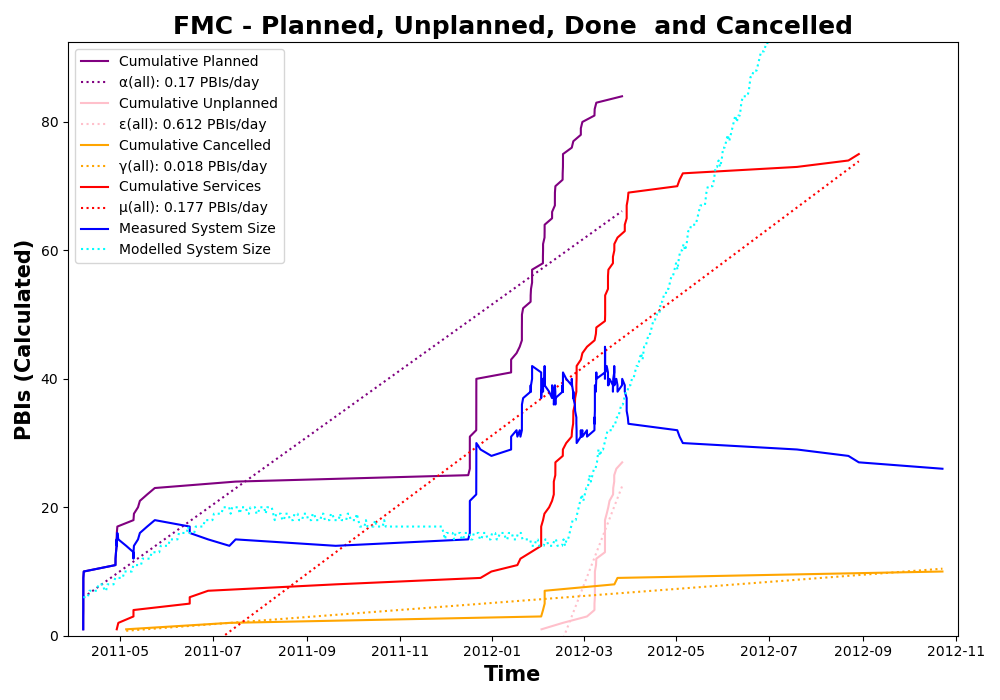 FMC - Planned, Unplanned, Done  and Cancelled
Cumulative Planned
α(all): 0.17 PBIs/day
Cumulative Unplanned
ε(all): 0.612 PBIs/day
Cumulative Cancelled
γ(all): 0.018 PBIs/day
Cumulative Services
μ(all): 0.177 PBIs/day
Measured System Size
Modelled System Size
PBIs (Calculated)
80
60
40
20
0
2011-05 2011-07 2011-09 2011-11 2012-01 2012-03 2012-05 2012-07 2012-09 2012-11
Time